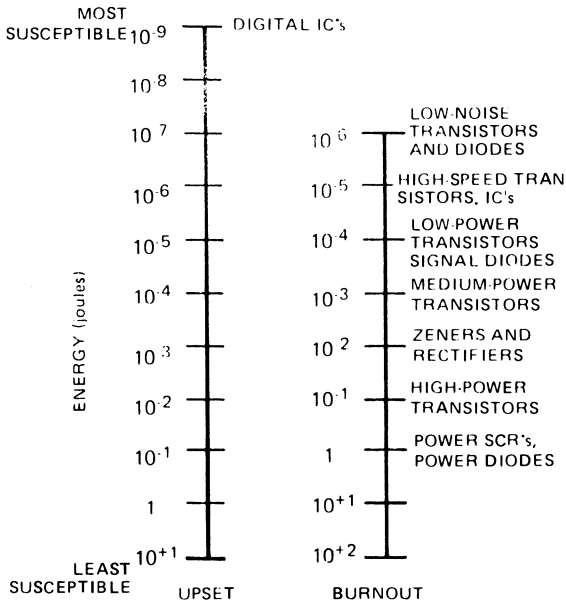 MOST
SUSCEPTIBLE
10-9
DIGITAL IC's
10-8
10-7
10-6
10-5
10-4
10-3
10-2
10-1
1
10+1
LEAST
SUSCEPTIBLE
ENERGY (joules)
UPSET
10-6
LOW-NOISE
TRANSISTORS
AND DIODES
10-5
HIGH-SPEED TRAN
SISTORS, IC's
10-4
LOW-POWER
TRANSISTORS
SIGNAL DIODES
10-3
MEDIUM-POWER
TRANSISTORS
10-2
ZENERS AND
RECTIFIERS
10-1
HIGH-POWER
TRANSISTORS
1
POWER SCR's,
POWER DIODES
10+1
10+2
BURNOUT